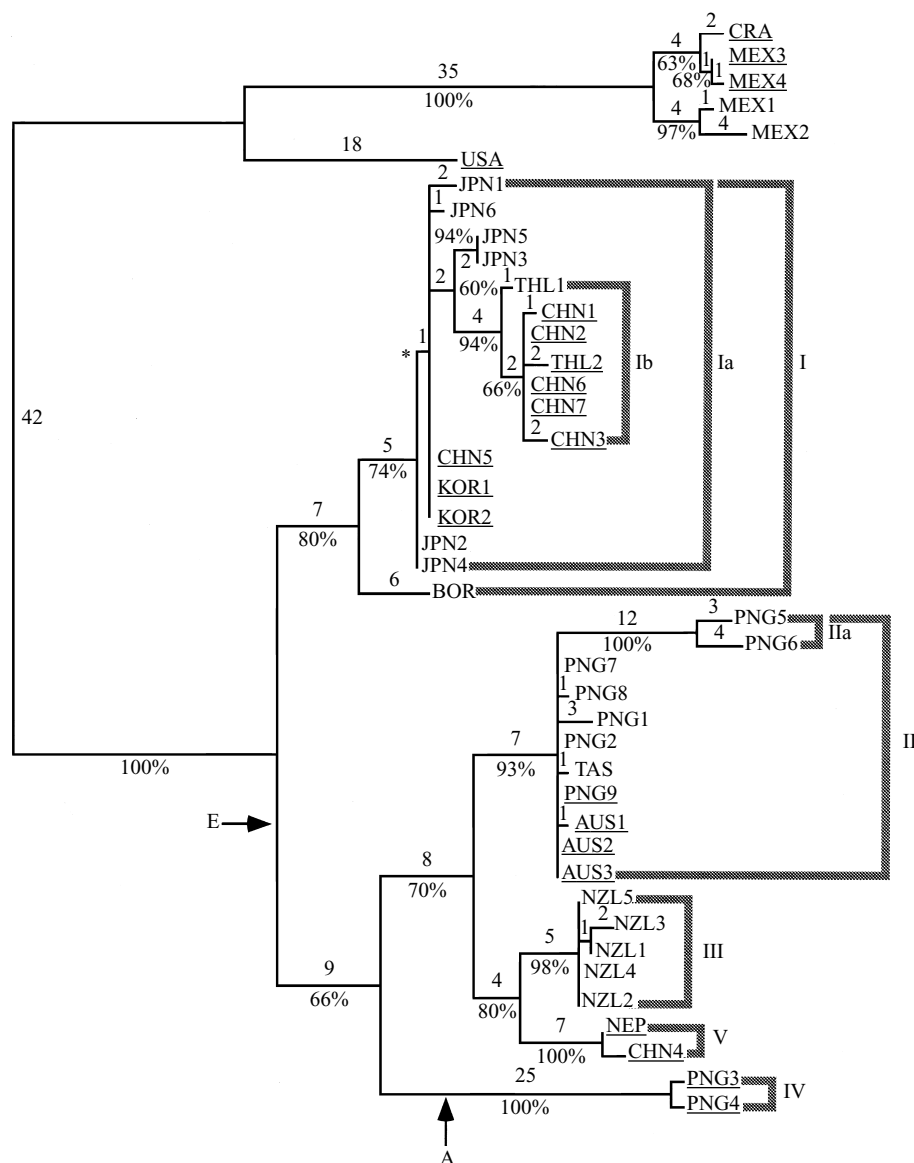 2
CRA
4
MEX3
1
63%
35
68%
1
MEX4
100%
4
1
MEX1
97%
4
MEX2
18
USA
2
JPN1
1
JPN6
94%
JPN5
2
JPN3
2
60%
1
THL1
1
CHN1
4
CHN2
1
94%
*
2
2
THL2
Ib
Ia
I
66%
CHN6
CHN7
42
2
CHN3
5
CHN5
74%
KOR1
7
KOR2
80%
JPN2
JPN4
6
BOR
12
3
PNG5
IIa
100%
4
PNG6
PNG7
1
PNG8
3
PNG1
7
PNG2
II
100%
93%
1
TAS
PNG9
E
1
AUS1
AUS2
8
AUS3
70%
NZL5
2
NZL3
5
1
NZL1
III
9
98%
NZL4
66%
4
NZL2
80%
7
NEP
V
100%
CHN4
25
PNG3
IV
100%
PNG4
A